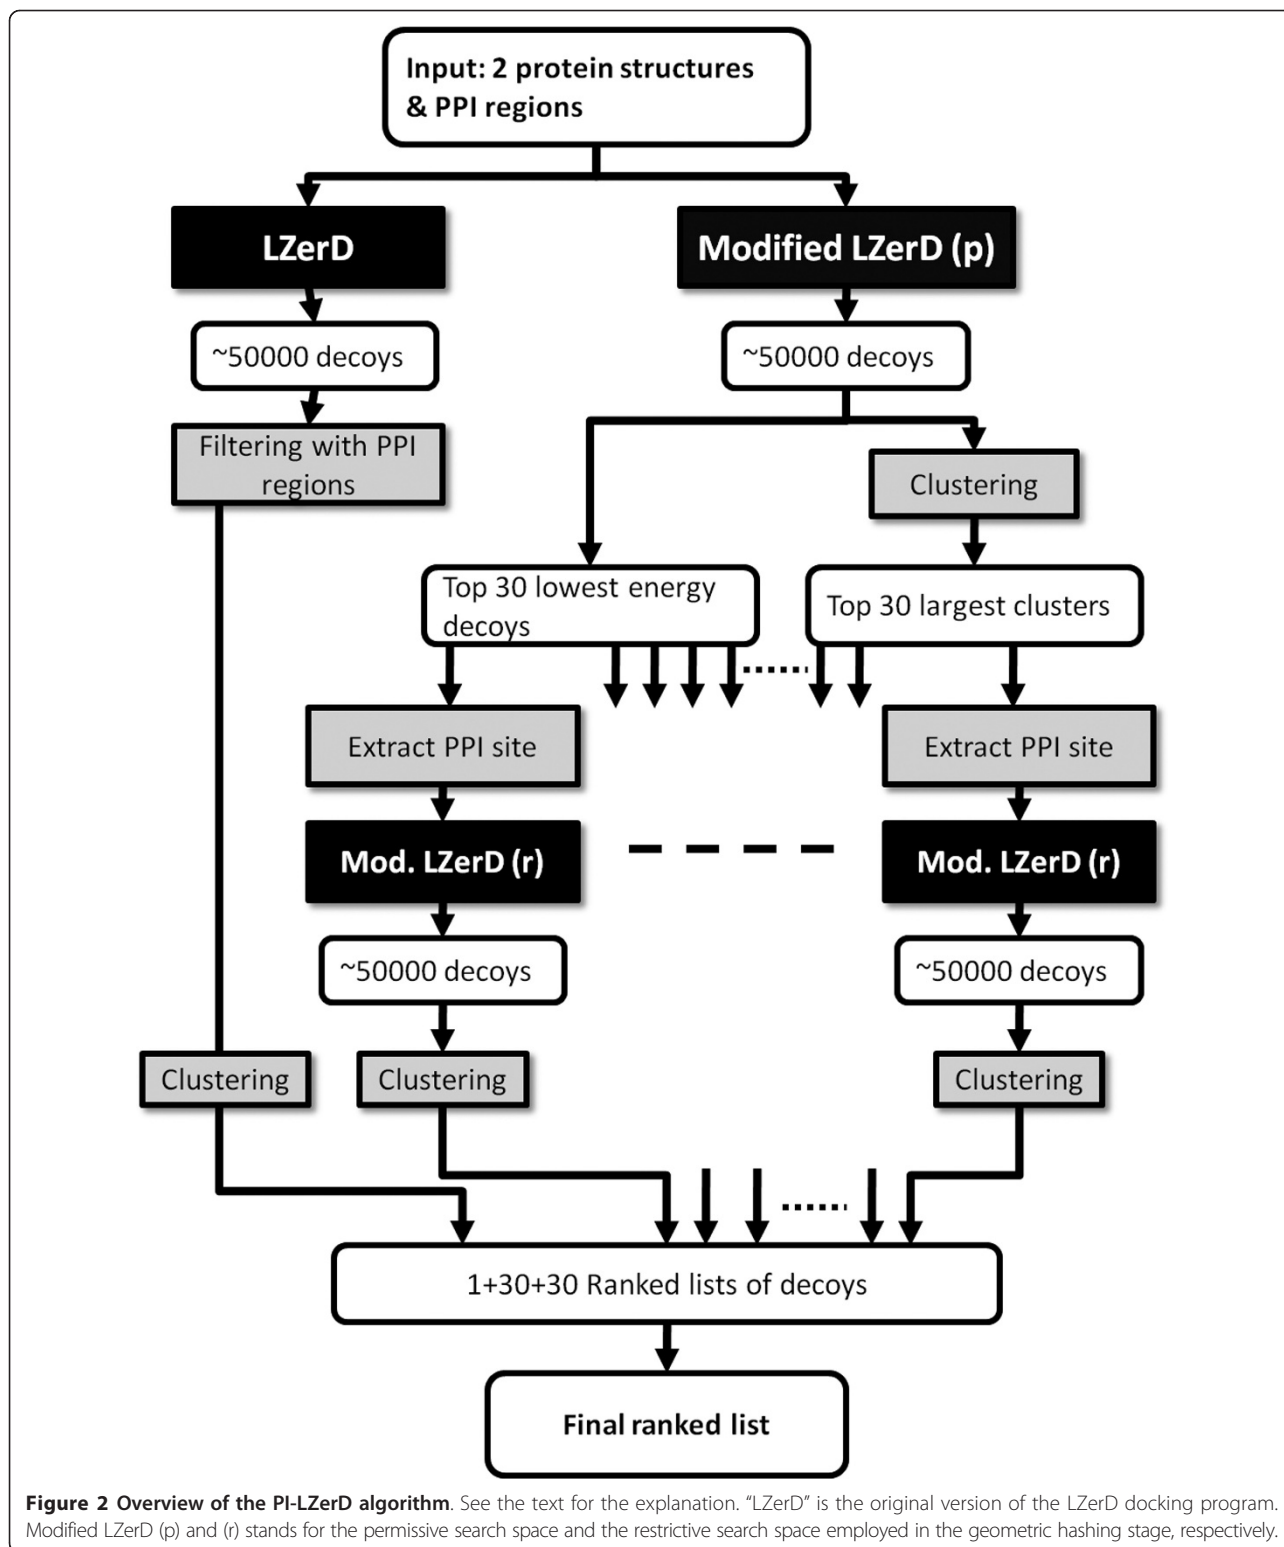 Input: 2 protein structures
& PPI regions
LZerD
Modified LZerD (p)
~50000 decoys
~50000 decoys
Filtering with PPI
regions
Clustering
Top 30 lowest energy
decoys
Top 30 largest clusters
Extract PPI site
Extract PPI site
Mod. LZerD (r)
Mod. LZerD (r)
~50000 decoys
~50000 decoys
Clustering
Clustering
Clustering
1+30+30 Ranked lists of decoys
Final ranked list
Figure 2 Overview of the PI-LZerD algorithm. See the text for the explanation. “LZerD” is the original version of the LZerD docking program.
Modified LZerD (p) and (r) stands for the permissive search space and the restrictive search space employed in the geometric hashing stage, respectively.